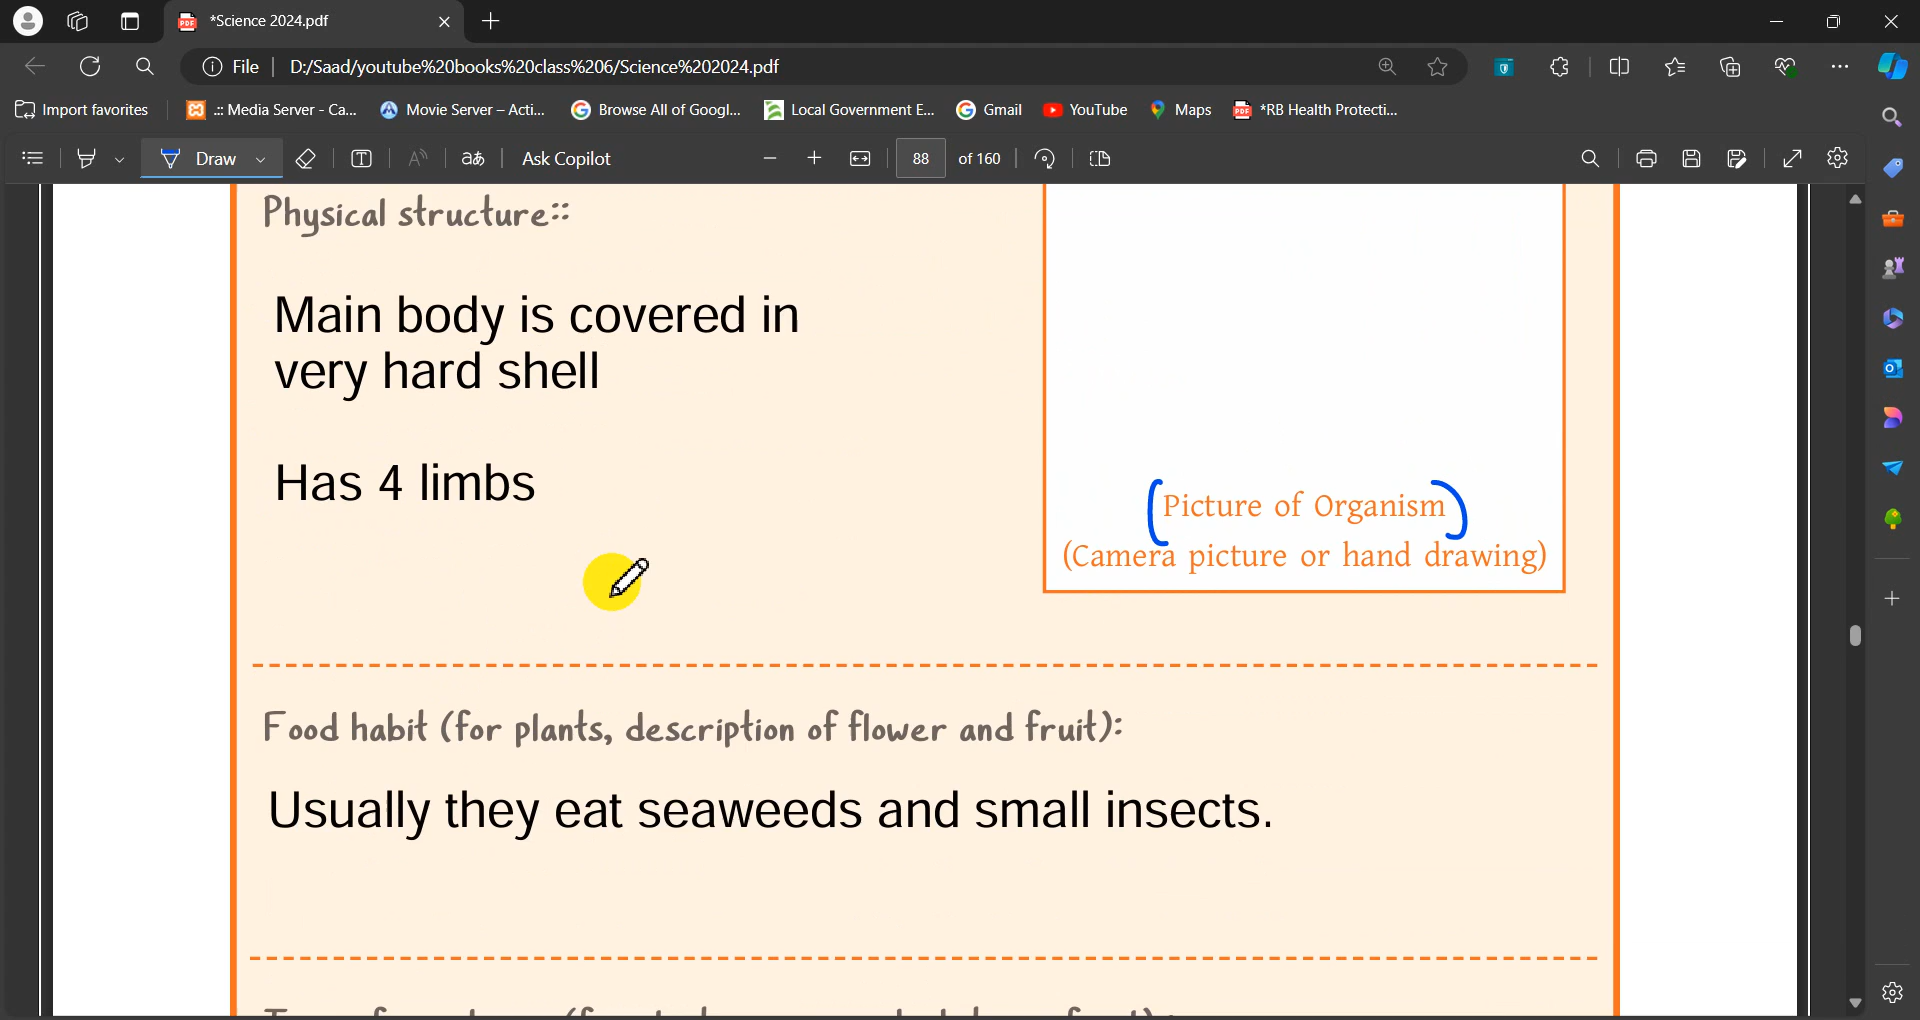 *Science 2024.pdf
File
D:/Saad/youtube%20books%20class%206/Science%202024.pdf
Import favorites
.:: Media Server - Ca...
Movie Server – Acti...
Browse All of Googl...
Local Government E...
Gmail
YouTube
Maps
*RB Health Protecti...
Draw
Ask Copilot
88 of 160
Physical structure::
Main body is covered in
very hard shell
Has 4 limbs
(Picture of Organism)
(Camera picture or hand drawing)
Food habit (for plants, description of flower and fruit):
Usually they eat seaweeds and small insects.